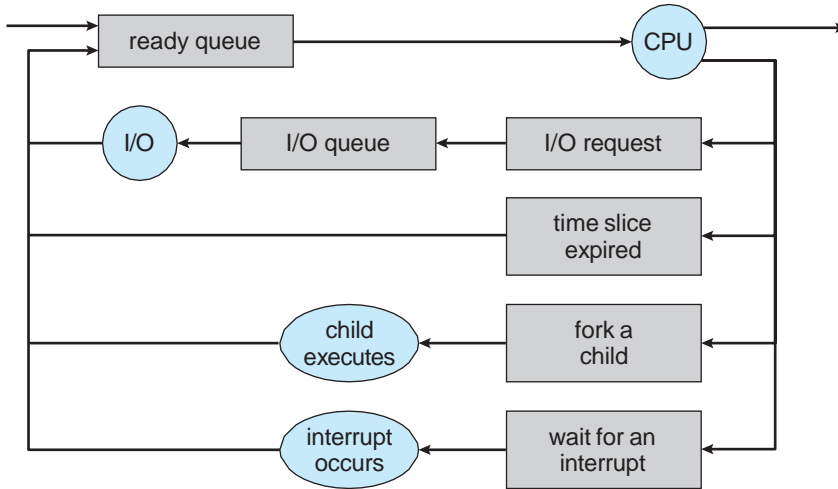 ready queue
CPU
I/O
I/O queue
I/O request
time slice
expired
child
executes
fork a
child
interrupt
occurs
wait for an
interrupt